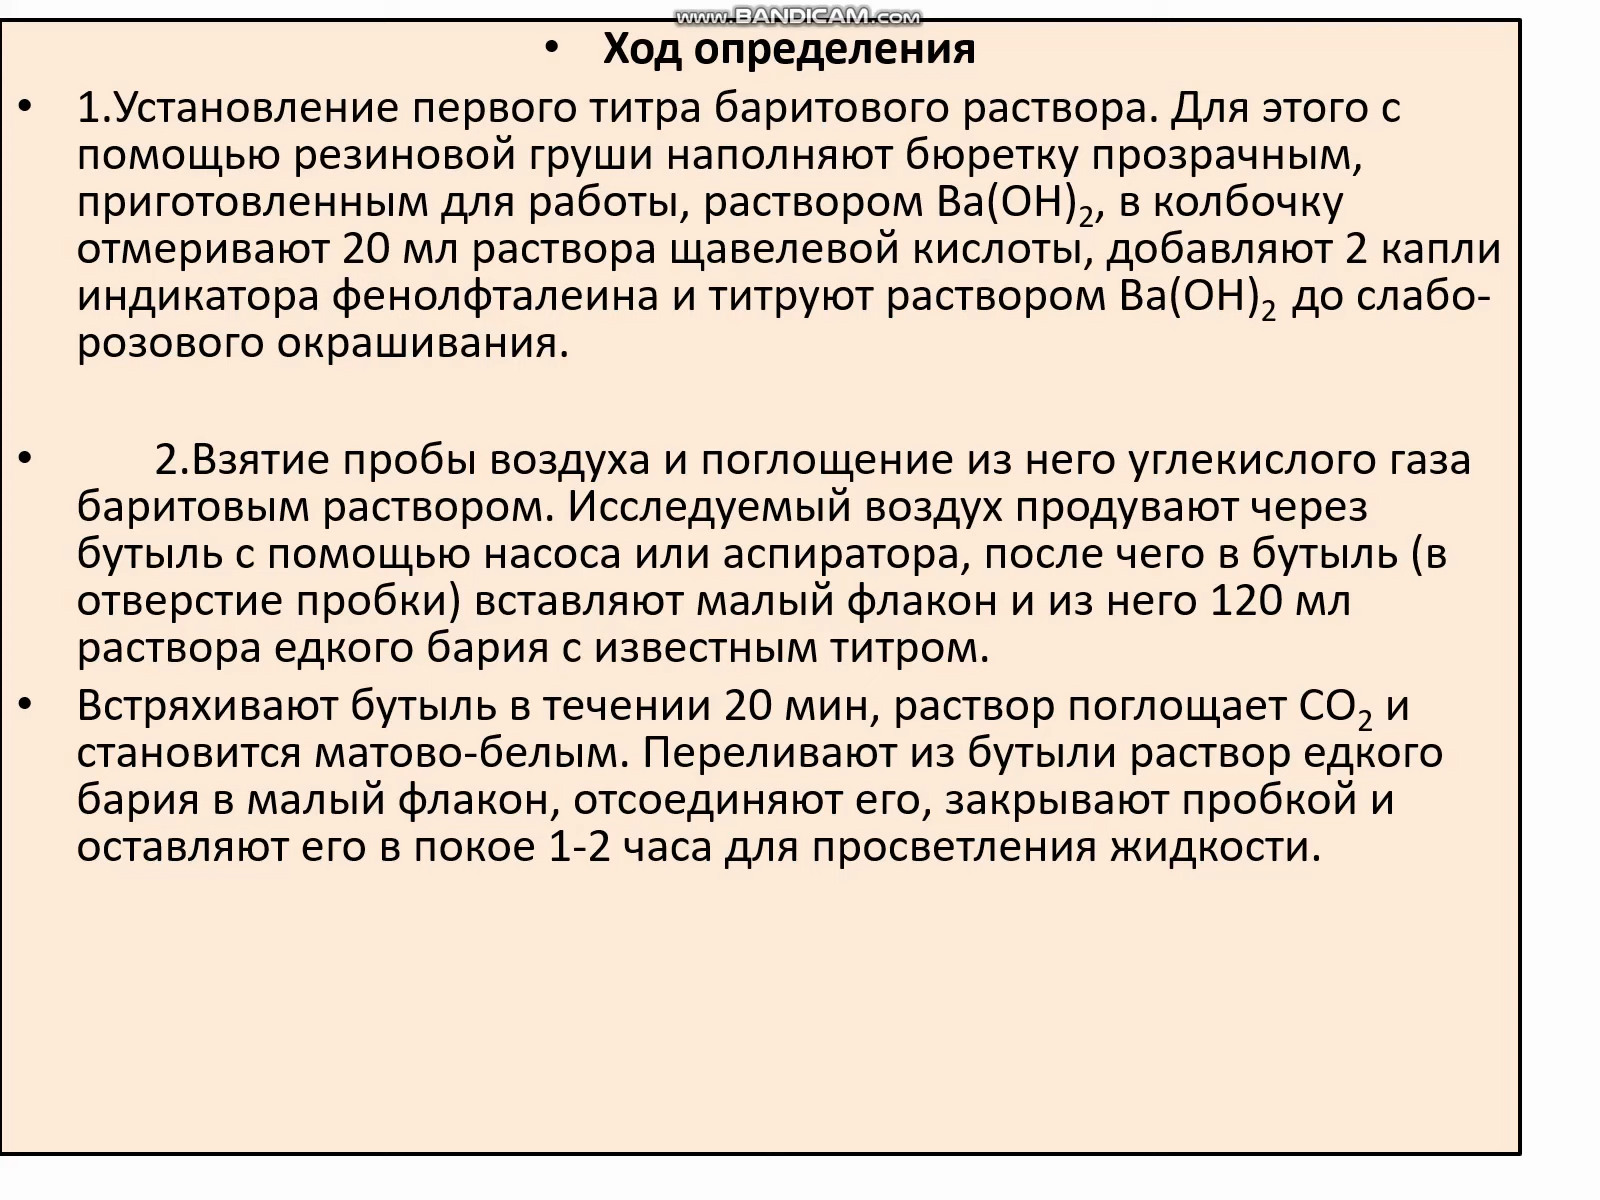 www.BANDICAM.com
• Ход определения
• 1.Установление первого титра баритового раствора. Для этого с
помощью резиновой груши наполняют бюретку прозрачным,
приготовленным для работы, раствором Ba(OH)₂, в колбочку
отмеривают 20 мл раствора щавелевой кислоты, добавляют 2 капли
индикатора фенолфталеина и титруют раствором Ba(OH)₂ до слабо-
розового окрашивания.
• 2.Взятие пробы воздуха и поглощение из него углекислого газа
баритовым раствором. Исследуемый воздух продувают через
бутыль с помощью насоса или аспиратора, после чего в бутыль (в
отверстие пробки) вставляют малый флакон и из него 120 мл
раствора едкого бария с известным титром.
• Встряхивают бутыль в течении 20 мин, раствор поглощает CO₂ и
становится матово-белым. Переливают из бутыли раствор едкого
бария в малый флакон, отсоединяют его, закрывают пробкой и
оставляют его в покое 1-2 часа для просветления жидкости.